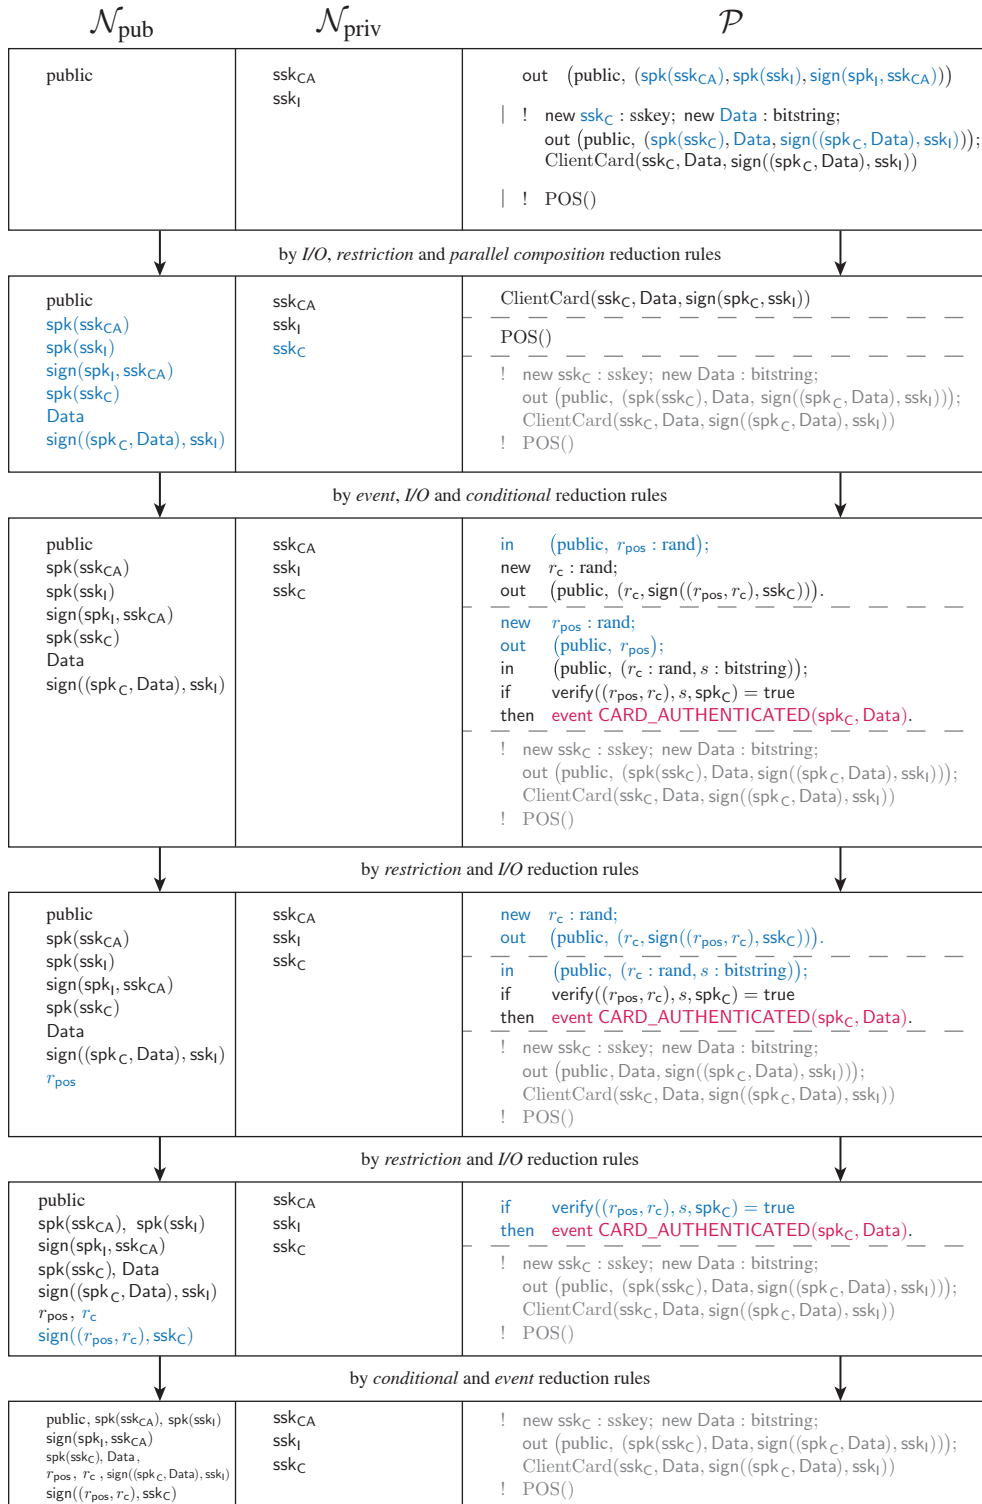 𝒩pub 𝒩priv 𝒫
public
ssk_CA
ssk_I
out (public, (spk(ssk_CA), spk(ssk_I), sign(spk_I, ssk_CA)))
| ! new ssk_C : sskey; new Data : bitstring;
out (public, (spk(ssk_C), Data, sign((spk_C, Data), ssk_I)));
ClientCard(ssk_C, Data, sign((spk_C, Data), ssk_I))
| ! POS()
by I/O, restriction and parallel composition reduction rules
public
spk(ssk_CA)
spk(ssk_I)
sign(spk_I, ssk_CA)
spk(ssk_C)
Data
sign((spk_C, Data), ssk_I)
ssk_CA
ssk_I
ssk_C
ClientCard(ssk_C, Data, sign(spk_C, ssk_I))
POS()
! new ssk_C : sskey; new Data : bitstring;
out (public, (spk(ssk_C), Data, sign((spk_C, Data), ssk_I)));
ClientCard(ssk_C, Data, sign((spk_C, Data), ssk_I))
! POS()
by event, I/O and conditional reduction rules
public
spk(ssk_CA)
spk(ssk_I)
sign(spk_I, ssk_CA)
spk(ssk_C)
Data
sign((spk_C, Data), ssk_I)
ssk_CA
ssk_I
ssk_C
in (public, r_pos : rand);
new r_c : rand;
out (public, (r_c, sign((r_pos, r_c), ssk_C))).
new r_pos : rand;
out (public, r_pos);
in (public, (r_c : rand, s : bitstring));
if verify((r_pos, r_c), s, spk_C) = true
then event CARD_AUTHENTICATED(spk_C, Data).
! new ssk_C : sskey; new Data : bitstring;
out (public, (spk(ssk_C), Data, sign((spk_C, Data), ssk_I)));
ClientCard(ssk_C, Data, sign((spk_C, Data), ssk_I))
! POS()
by restriction and I/O reduction rules
public
spk(ssk_CA)
spk(ssk_I)
sign(spk_I, ssk_CA)
spk(ssk_C)
Data
sign((spk_C, Data), ssk_I)
r_pos
ssk_CA
ssk_I
ssk_C
new r_c : rand;
out (public, (r_c, sign((r_pos, r_c), ssk_C))).
in (public, (r_c : rand, s : bitstring));
if verify((r_pos, r_c), s, spk_C) = true
then event CARD_AUTHENTICATED(spk_C, Data).
! new ssk_C : sskey; new Data : bitstring;
out (public, Data, sign((spk_C, Data), ssk_I)));
ClientCard(ssk_C, Data, sign((spk_C, Data), ssk_I))
! POS()
by restriction and I/O reduction rules
public
spk(ssk_CA), spk(ssk_I)
sign(spk_I, ssk_CA)
spk(ssk_C), Data
sign((spk_C, Data), ssk_I)
r_pos, r_c
sign((r_pos, r_c), ssk_C)
ssk_CA
ssk_I
ssk_C
if verify((r_pos, r_c), s, spk_C) = true
then event CARD_AUTHENTICATED(spk_C, Data).
! new ssk_C : sskey; new Data : bitstring;
out (public, (spk(ssk_C), Data, sign((spk_C, Data), ssk_I)));
ClientCard(ssk_C, Data, sign((spk_C, Data), ssk_I))
! POS()
by conditional and event reduction rules
public, spk(ssk_CA), spk(ssk_I)
sign(spk_I, ssk_CA)
spk(ssk_C), Data,
r_pos, r_c, sign((spk_C, Data), ssk_I)
sign((r_pos, r_c), ssk_C)
ssk_CA
ssk_I
ssk_C
! new ssk_C : sskey; new Data : bitstring;
out (public, (spk(ssk_C), Data, sign((spk_C, Data), ssk_I)));
ClientCard(ssk_C, Data, sign((spk_C, Data), ssk_I))
! POS()